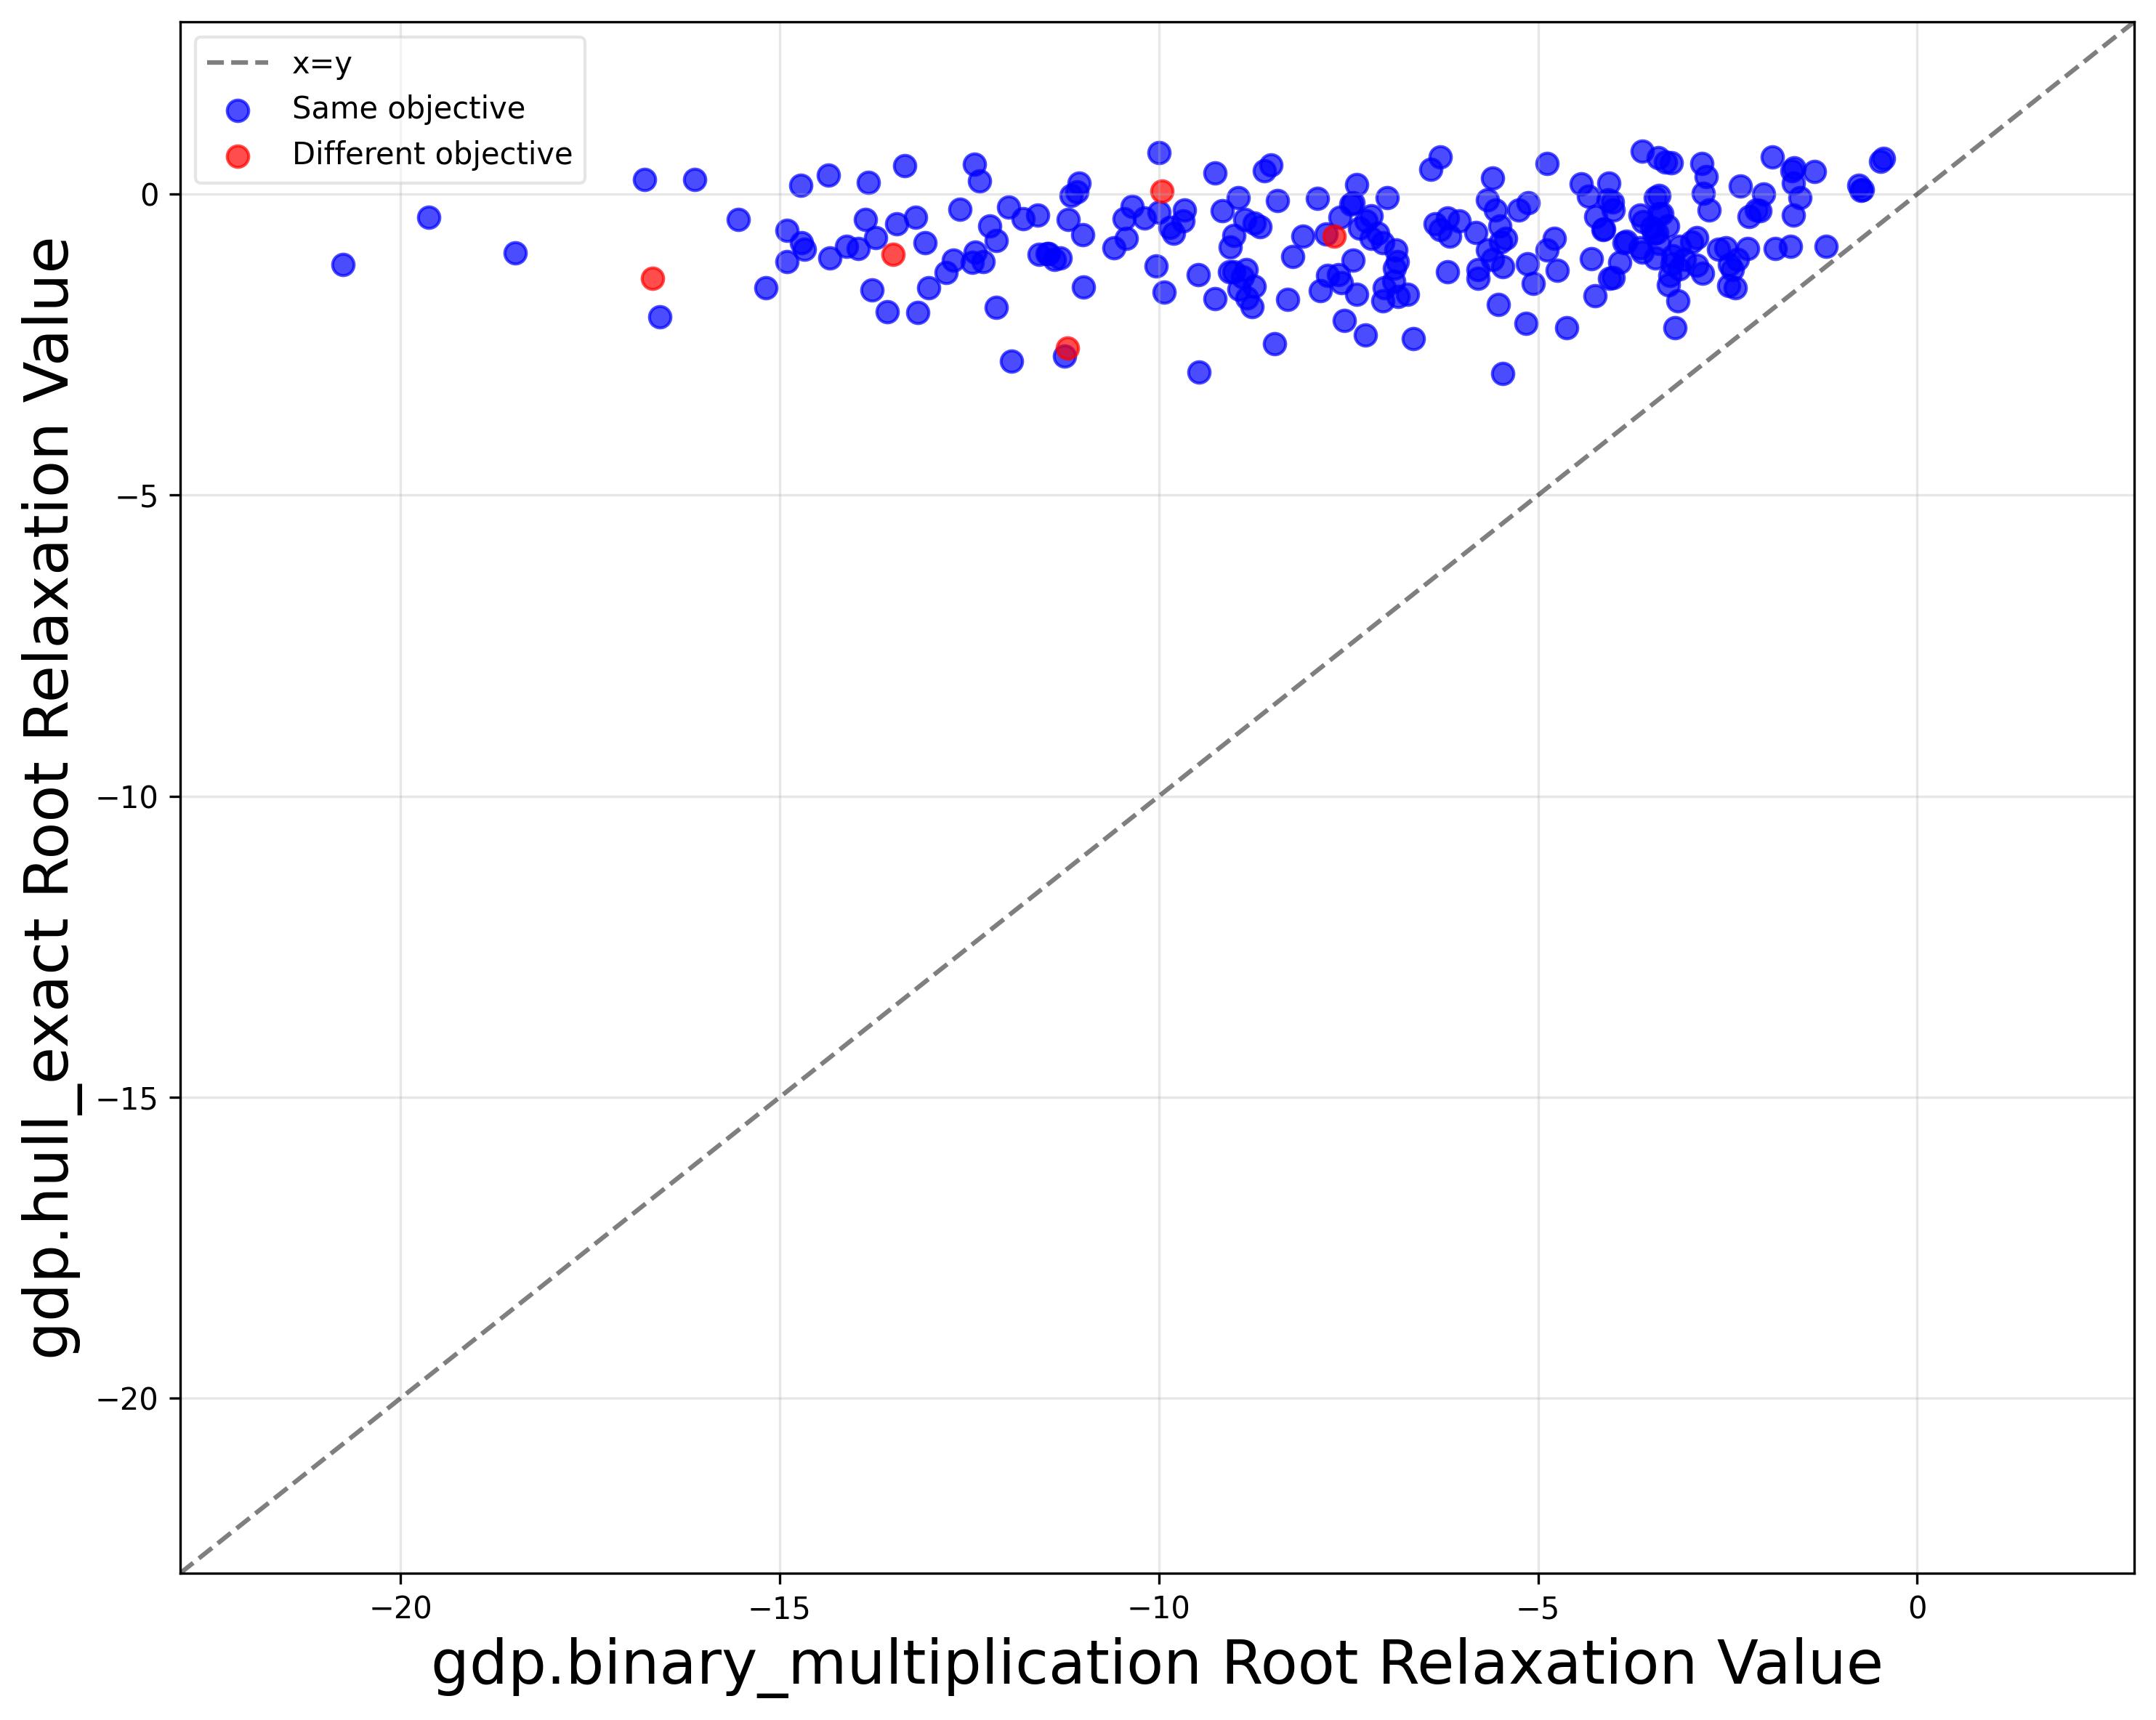 x=y
Same objective
Different objective
gdp.hull_exact Root Relaxation Value
0
−5
−10
−15
−20
−20
−15
−10
−5
0
gdp.binary_multiplication Root Relaxation Value